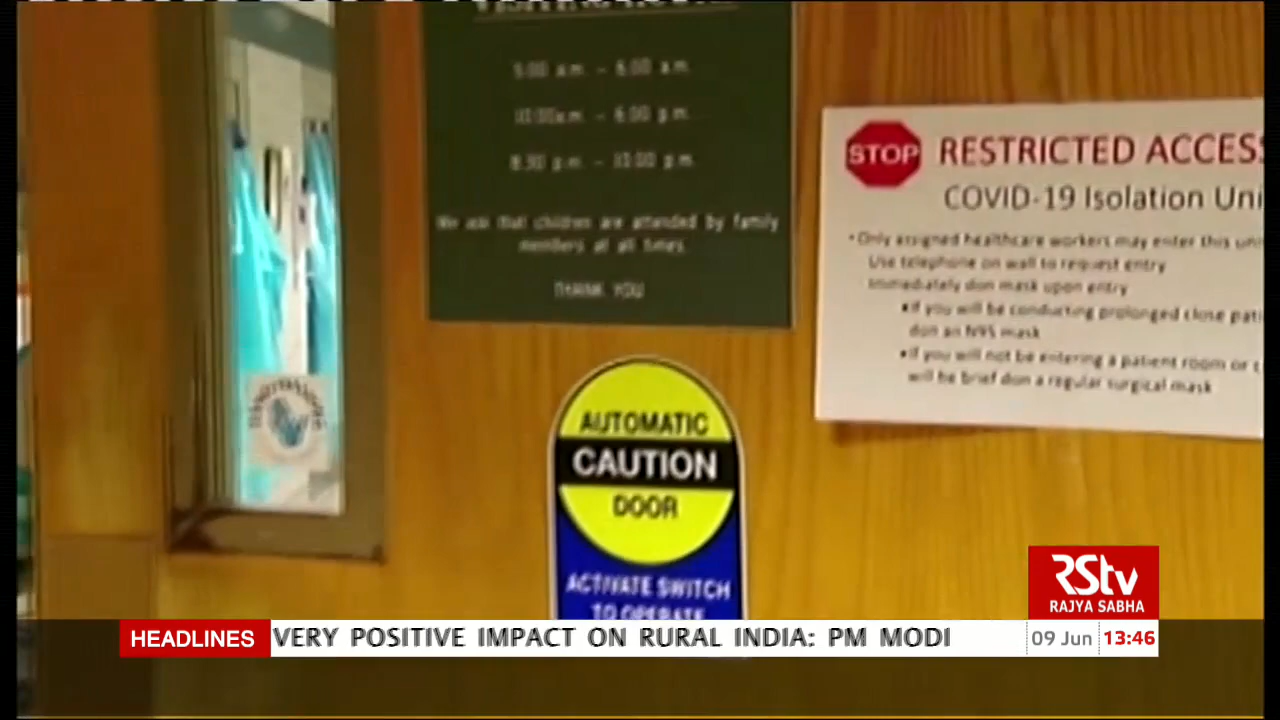 5:00 a.m. – 6:00 a.m.
10:00a.m – 6:00 p.m.
8:30 p.m. – 10:00 p.m.
We ask that children are attended by family
members at all times
THANK YOU
STOP
RESTRICTED ACCESS
COVID-19 Isolation Uni
•Only assigned healthcare workers may enter this uni
Use telephone on wall to request entry
Immediately don mask upon entry
•If you will be conducting prolonged close pati
don an N95 mask
•If you will not be entering a patient room or
will be brief don a regular surgical mask
AUTOMATIC
CAUTION
DOOR
ACTIVATE SWITCH
TO OPERATE
RStv
RAJYA SABHA
HEADLINES VERY POSITIVE IMPACT ON RURAL INDIA: PM MODI 09 Jun 13:46